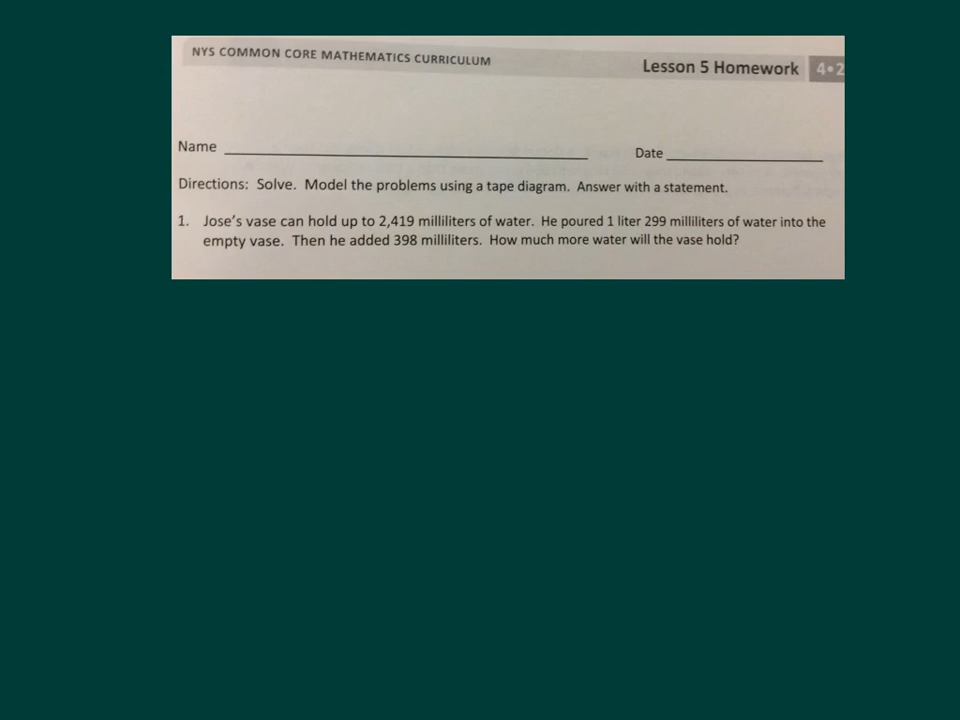 NYS COMMON CORE MATHEMATICS CURRICULUM
Lesson 5 Homework 4•2
Name
Date
Directions: Solve. Model the problems using a tape diagram. Answer with a statement.
1. Jose's vase can hold up to 2,419 milliliters of water. He poured 1 liter 299 milliliters of water into the
empty vase. Then he added 398 milliliters. How much more water will the vase hold?